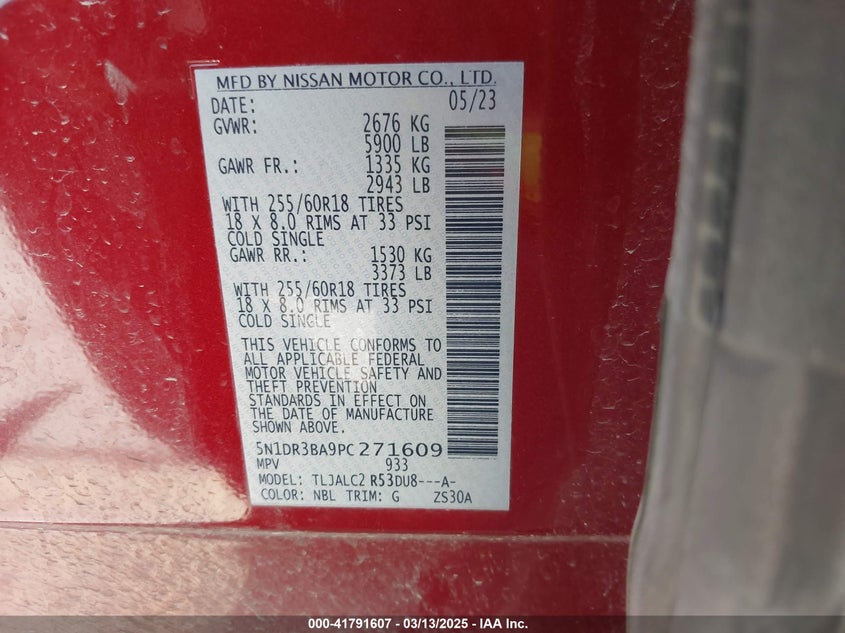 MFD BY NISSAN MOTOR CO., LTD.
DATE: 05/23
GVWR: 2676 KG
5900 LB
GAWR FR.: 1335 KG
2943 LB
WITH 255/60R18 TIRES
18 X 8.0 RIMS AT 33 PSI
COLD SINGLE
GAWR RR.: 1530 KG
3373 LB
WITH 255/60R18 TIRES
18 X 8.0 RIMS AT 33 PSI
COLD SINGLE
THIS VEHICLE CONFORMS TO
ALL APPLICABLE FEDERAL
MOTOR VEHICLE SAFETY AND
THEFT PREVENTION
STANDARDS IN EFFECT ON
THE DATE OF MANUFACTURE
SHOWN ABOVE.
5N1DR3BA9PC271609
MPV 933
MODEL: TLJALC2 R53DU8---A-
COLOR: NBL TRIM: G ZS30A
000-41791607 — 03/13/2025 — IAA Inc.